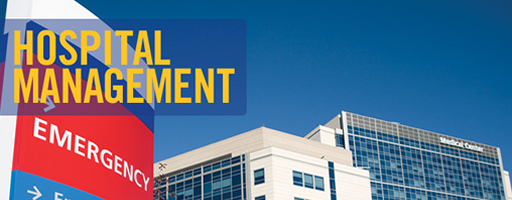 HOSPITAL
MANAGEMENT
EMERGENCY
Medical Center